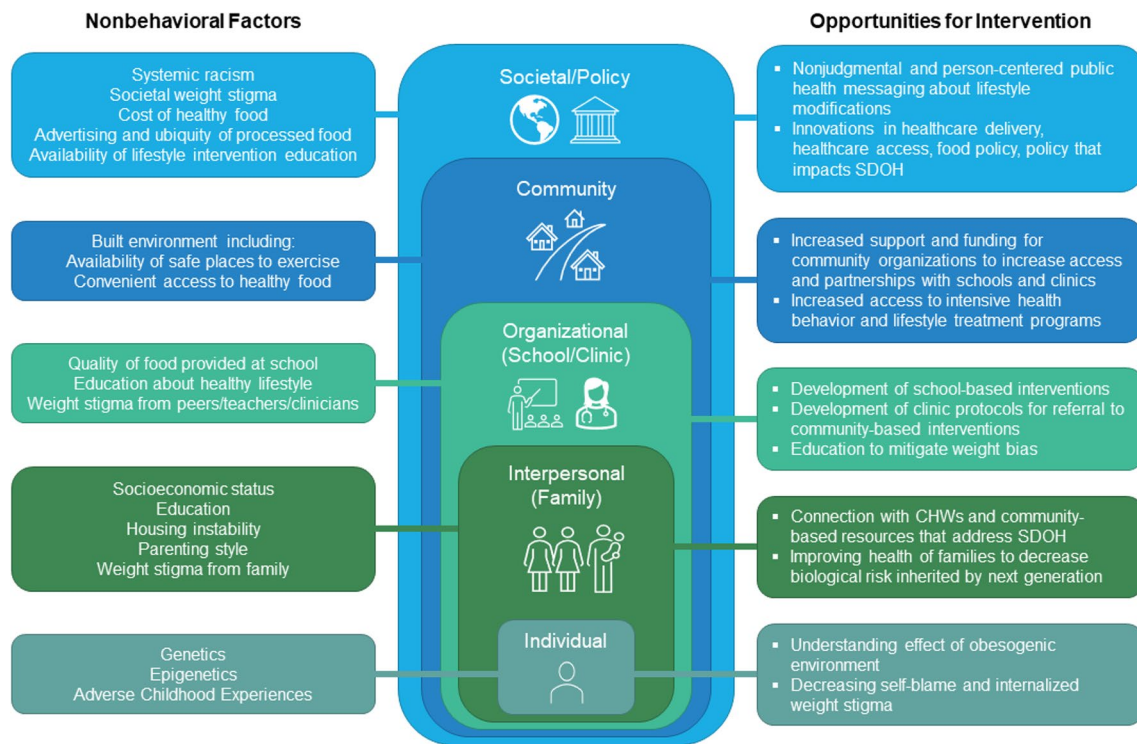 Nonbehavioral Factors
Opportunities for Intervention
Systemic racism
Societal weight stigma
Cost of healthy food
Advertising and ubiquity of processed food
Availability of lifestyle intervention education
Societal/Policy
▪ Nonjudgmental and person-centered public
health messaging about lifestyle
modifications
▪ Innovations in healthcare delivery,
healthcare access, food policy, policy that
impacts SDOH
Built environment including:
Availability of safe places to exercise
Convenient access to healthy food
Community
▪ Increased support and funding for
community organizations to increase access
and partnerships with schools and clinics
▪ Increased access to intensive health
behavior and lifestyle treatment programs
Quality of food provided at school
Education about healthy lifestyle
Weight stigma from peers/teachers/clinicians
Organizational
(School/Clinic)
▪ Development of school-based interventions
▪ Development of clinic protocols for referral to
community-based interventions
▪ Education to mitigate weight bias
Socioeconomic status
Education
Housing instability
Parenting style
Weight stigma from family
Interpersonal
(Family)
▪ Connection with CHWs and community-
based resources that address SDOH
▪ Improving health of families to decrease
biological risk inherited by next generation
Genetics
Epigenetics
Adverse Childhood Experiences
Individual
▪ Understanding effect of obesogenic
environment
▪ Decreasing self-blame and internalized
weight stigma